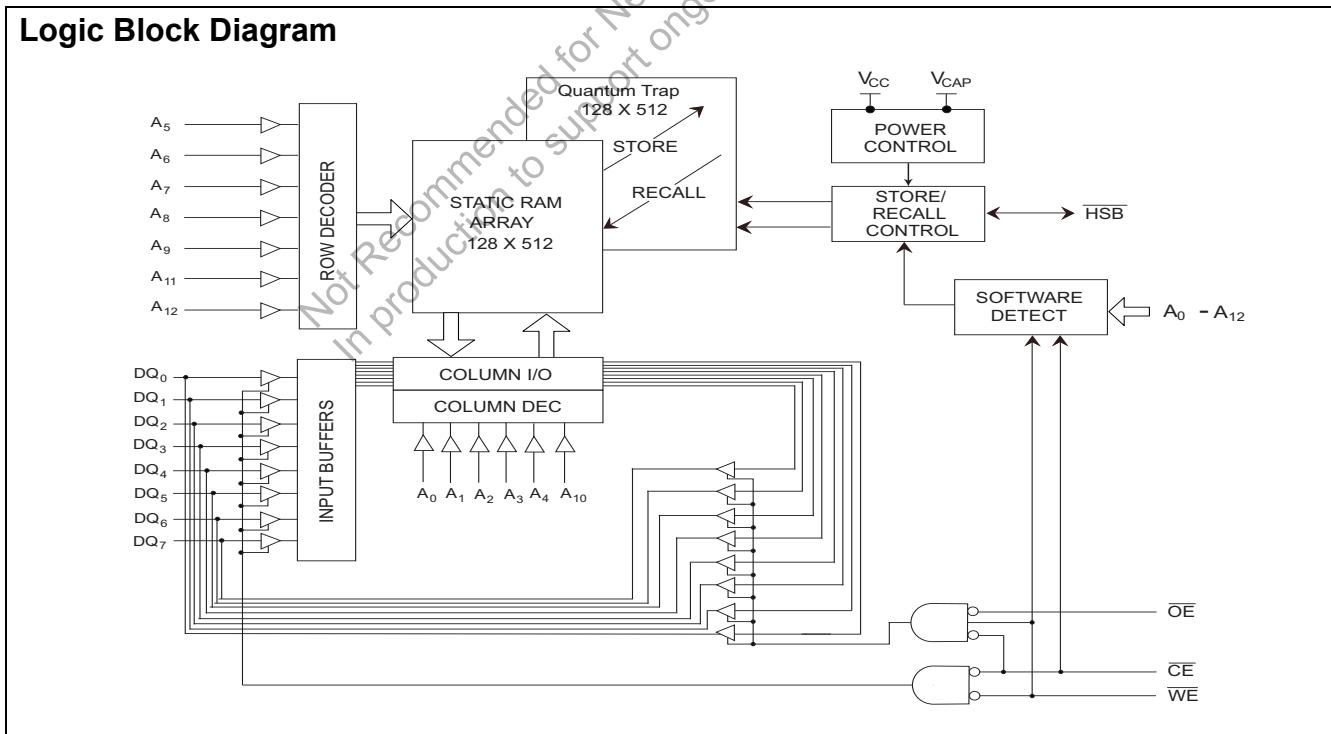 Logic Block Diagram
Not Recommended for Ne
In production to support ongo
A5
A6
A7
A8
A9
A11
A12
ROW DECODER
Quantum Trap
128 X 512
STORE
RECALL
STATIC RAM
ARRAY
128 X 512
VCC
VCAP
POWER
CONTROL
STORE/
RECALL
CONTROL
HSB
SOFTWARE
DETECT
A0 - A12
DQ0
DQ1
DQ2
DQ3
DQ4
DQ5
DQ6
DQ7
INPUT BUFFERS
COLUMN I/O
COLUMN DEC
A0 A1 A2 A3 A4 A10
OE
CE
WE